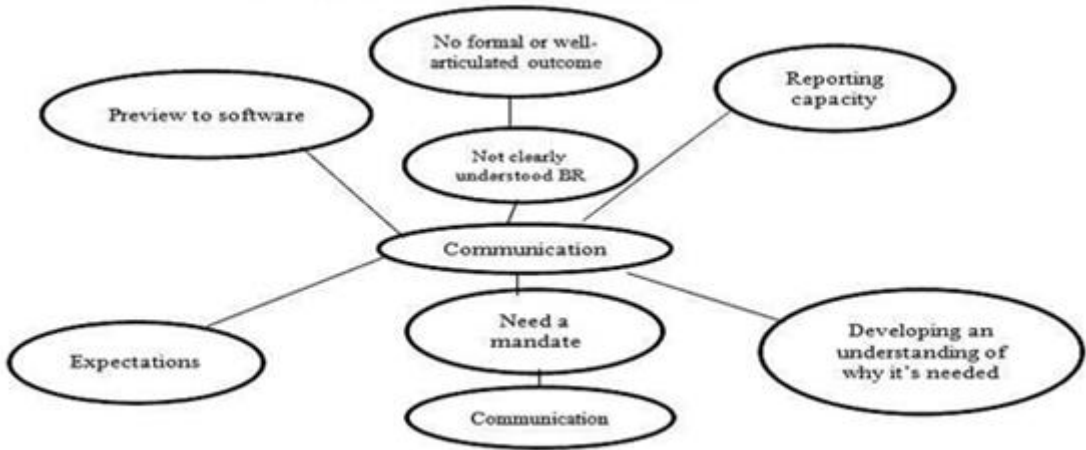 No formal or well-
articulated outcome
Reporting
capacity
Preview to software
Not clearly
understood BR
Communication
Need a
mandate
Developing an
understanding of
why it's needed
Expectations
Communication